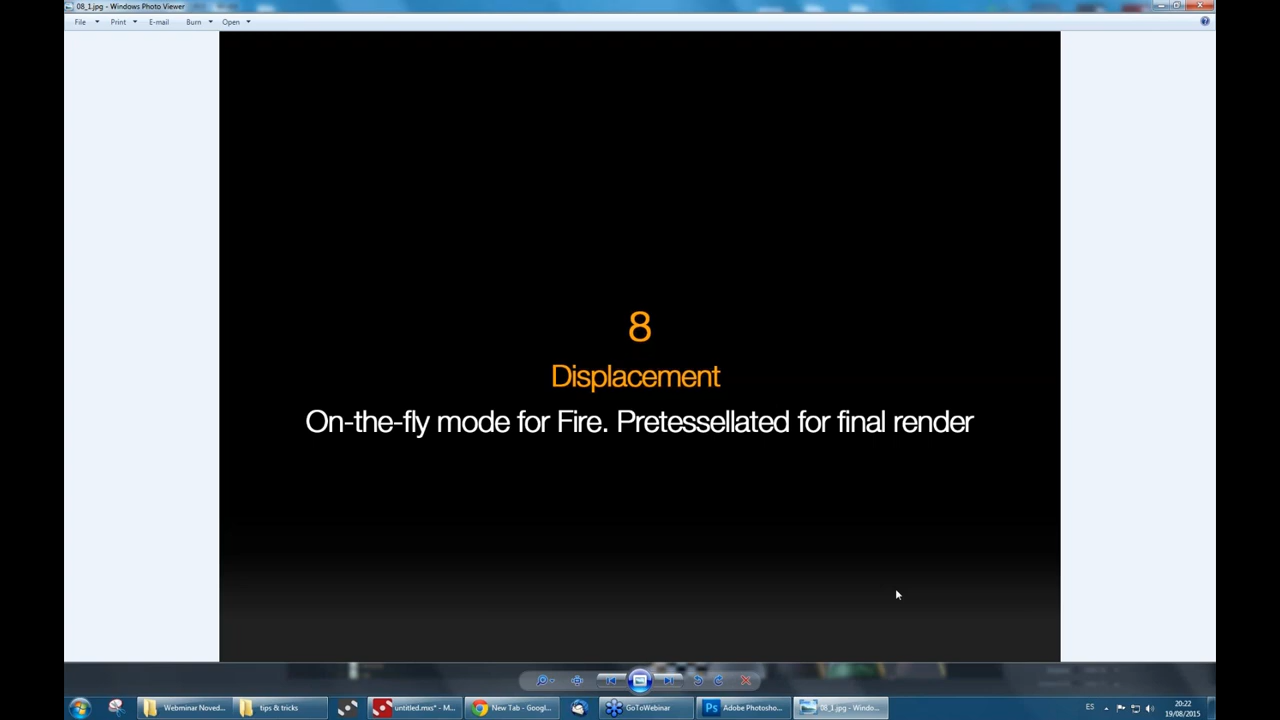 08_1.jpg - Windows Photo Viewer
File Print E-mail Burn Open
8
Displacement
On-the-fly mode for Fire. Pretessellated for final render
Webminar Noved... tips & tricks untitled.mxs* - M... New Tab - Googl... GoToWebinar Ps Adobe Photosho... 08_1.jpg - Windo... ES 20:22
19/08/2015